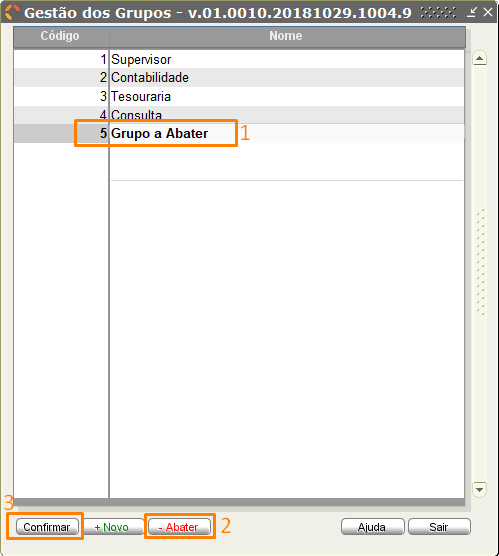 Gestão dos Grupos - v.01.0010.20181029.1004.9
Código Nome
1 Supervisor
2 Contabilidade
3 Tesouraria
4 Consulta
5 Grupo a Abater 1
3
Confirmar + Novo - Abater 2 Ajuda Sair